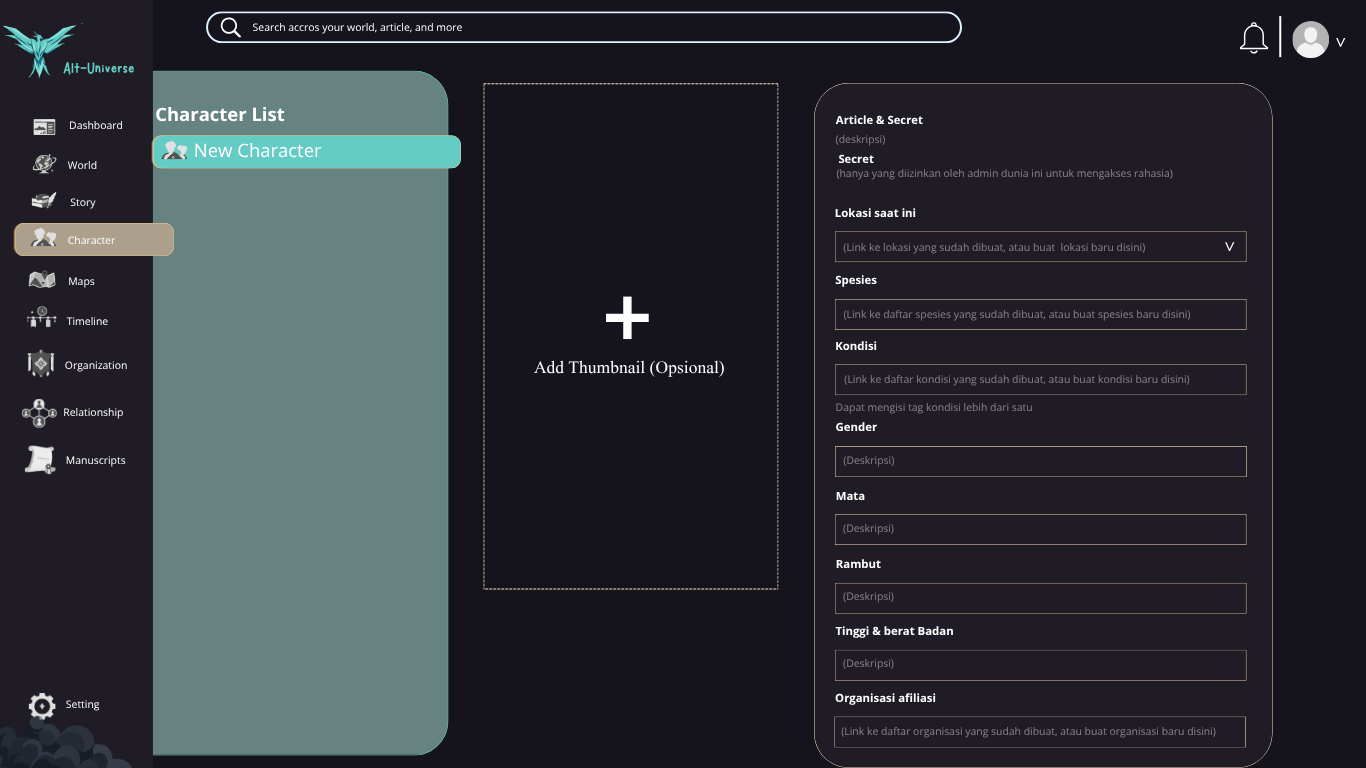 Search accros your world, article, and more
V
Alt-Universe
Dashboard
World
Story
Character
Maps
Timeline
Organization
Relationship
Manuscripts
Setting
Character List
New Character
Add Thumbnail (Opsional)
Article & Secret
(deskripsi)
Secret
(hanya yang diizinkan oleh admin dunia ini untuk mengakses rahasia)
Lokasi saat ini
(Link ke lokasi yang sudah dibuat, atau buat  lokasi baru disini) V
Spesies
(Link ke daftar spesies yang sudah dibuat, atau buat spesies baru disini)
Kondisi
(Link ke daftar kondisi yang sudah dibuat, atau buat kondisi baru disini)
Dapat mengisi tag kondisi lebih dari satu
Gender
(Deskripsi)
Mata
(Deskripsi)
Rambut
(Deskripsi)
Tinggi & berat Badan
(Deskripsi)
Organisasi afiliasi
(Link ke daftar organisasi yang sudah dibuat, atau buat organisasi baru disini)